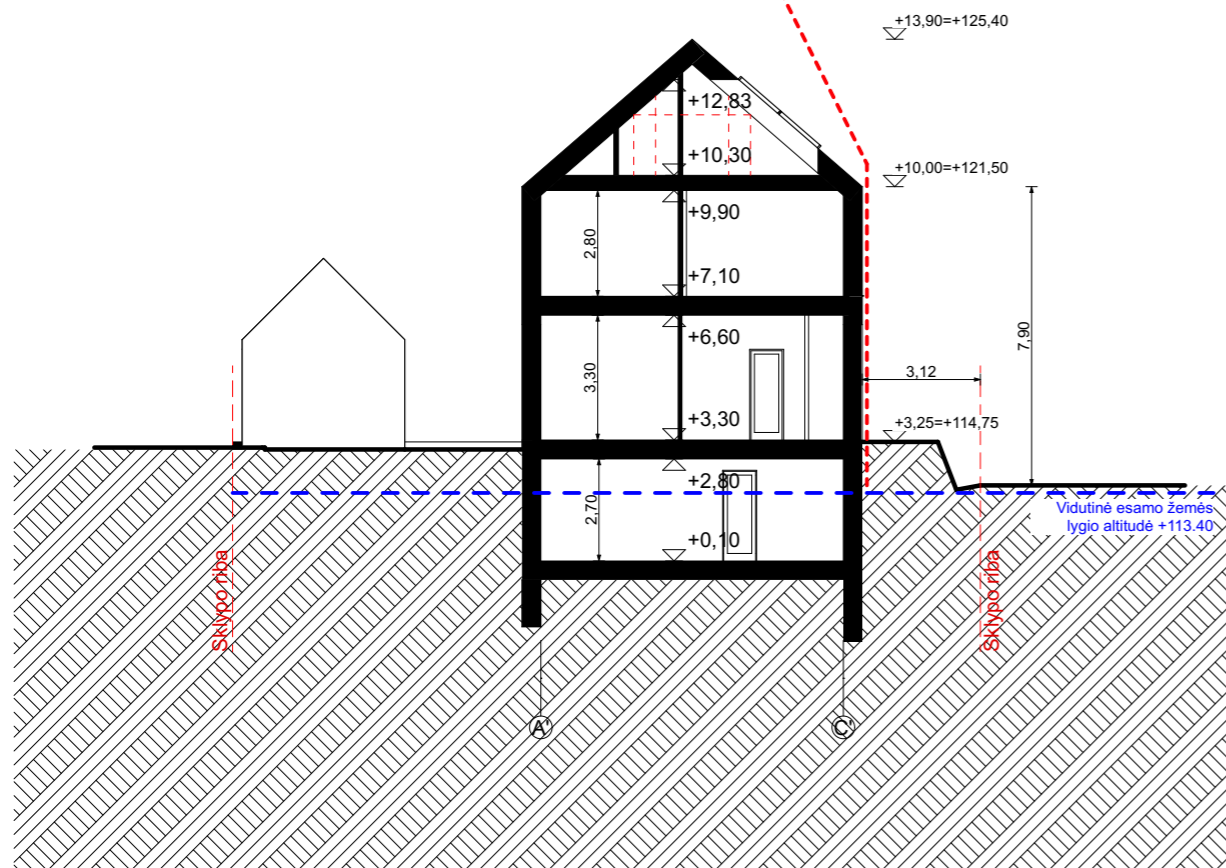 +13,90=+125,40
+12,83
+10,30
+10,00=+121,50
+9,90
2,80
+7,10
+6,60
7,90
3,30
3,12
+3,30
+3,25=+114,75
+2,80
2,70
Vidutinė esamo žemės
lygio altitudė +113.40
+0,10
Sklypo riba
Sklypo riba
A'
C'